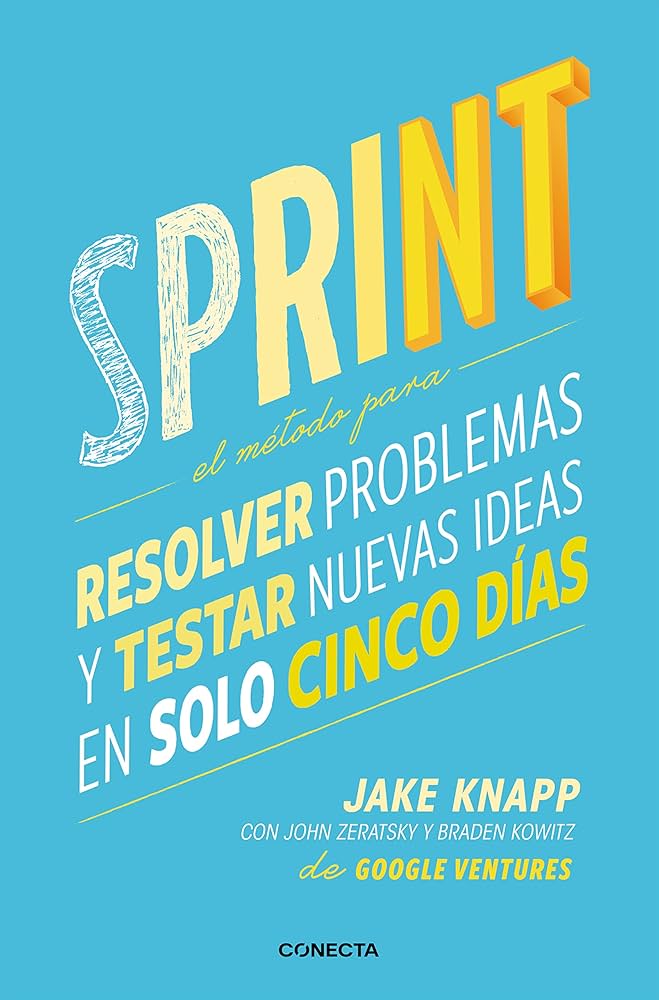 SPRINT
el método para
RESOLVER PROBLEMAS
Y TESTAR NUEVAS IDEAS
EN SOLO CINCO DÍAS
JAKE KNAPP
CON JOHN ZERATSKY Y BRADEN KOWITZ
de GOOGLE VENTURES
CONECTA